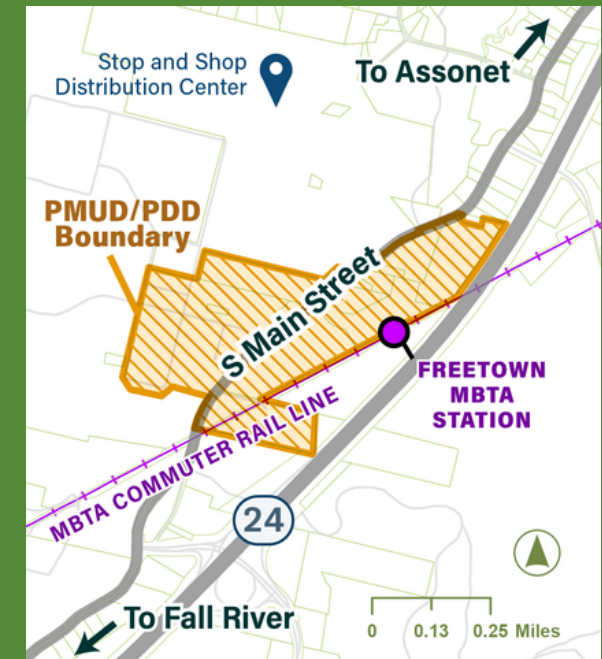 Stop and Shop
Distribution Center
To Assonet
PMUD/PDD
Boundary
S Main Street
FREETOWN
MBTA
STATION
MBTA COMMUTER RAIL LINE
24
To Fall River
0 0.13 0.25 Miles